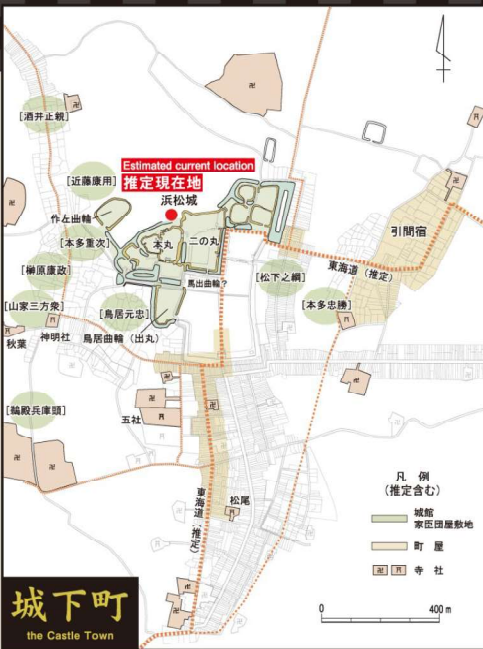 [酒井正親]
[近藤康用]
Estimated current location
推定現在地
浜松城
作左曲輪
[本多重次]
本丸
二の丸
引間宿
東海道(推定)
[榊原康政]
馬出曲輪?
[松下之綱]
[山家三方衆]
[鳥居元忠]
[本多忠勝]
秋葉
神明社
鳥居曲輪(出丸)
[鵜殿兵庫頭]
五社
松尾
東海道(推定)
凡 例
(推定含む)
城館
家臣団屋敷地
町 屋
卍 寺 社
0 400 m
城下町
the Castle Town